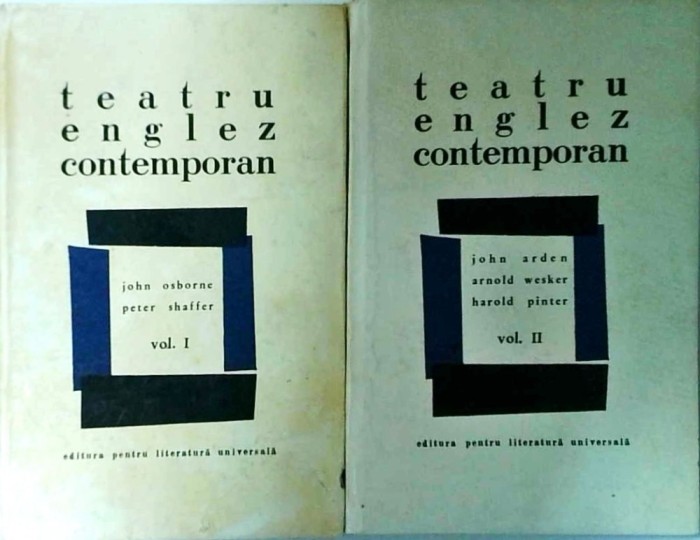 teatru
englez
contemporan
john osborne
peter shaffer
vol. I
editura pentru literatură universală
teatru
englez
contemporan
john arden
arnold wesker
harold pinter
vol. II
editura pentru literatură universală